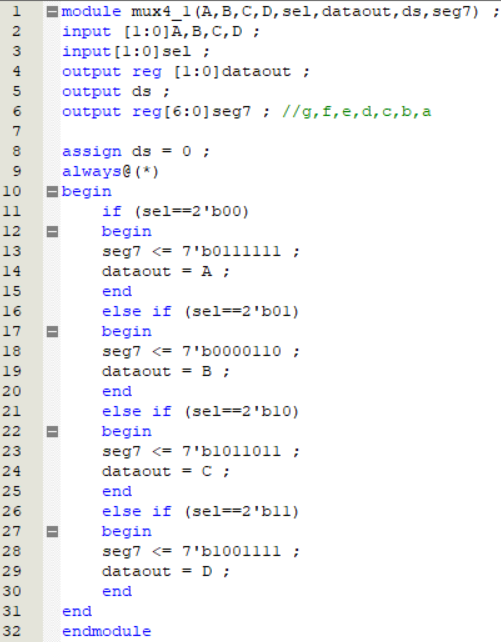 1 module mux4_1(A,B,C,D,sel,dataout,ds,seg7) ;
2 input [1:0]A,B,C,D ;
3 input[1:0]sel ;
4 output reg [1:0]dataout ;
5 output ds ;
6 output reg[6:0]seg7 ; //g,f,e,d,c,b,a
7
8 assign ds = 0 ;
9 always@(*)
10 begin
11 if (sel==2'b00)
12 begin
13 seg7 <= 7'b0111111 ;
14 dataout = A ;
15 end
16 else if (sel==2'b01)
17 begin
18 seg7 <= 7'b0000110 ;
19 dataout = B ;
20 end
21 else if (sel==2'b10)
22 begin
23 seg7 <= 7'b1011011 ;
24 dataout = C ;
25 end
26 else if (sel==2'b11)
27 begin
28 seg7 <= 7'b1001111 ;
29 dataout = D ;
30 end
31 end
32 endmodule